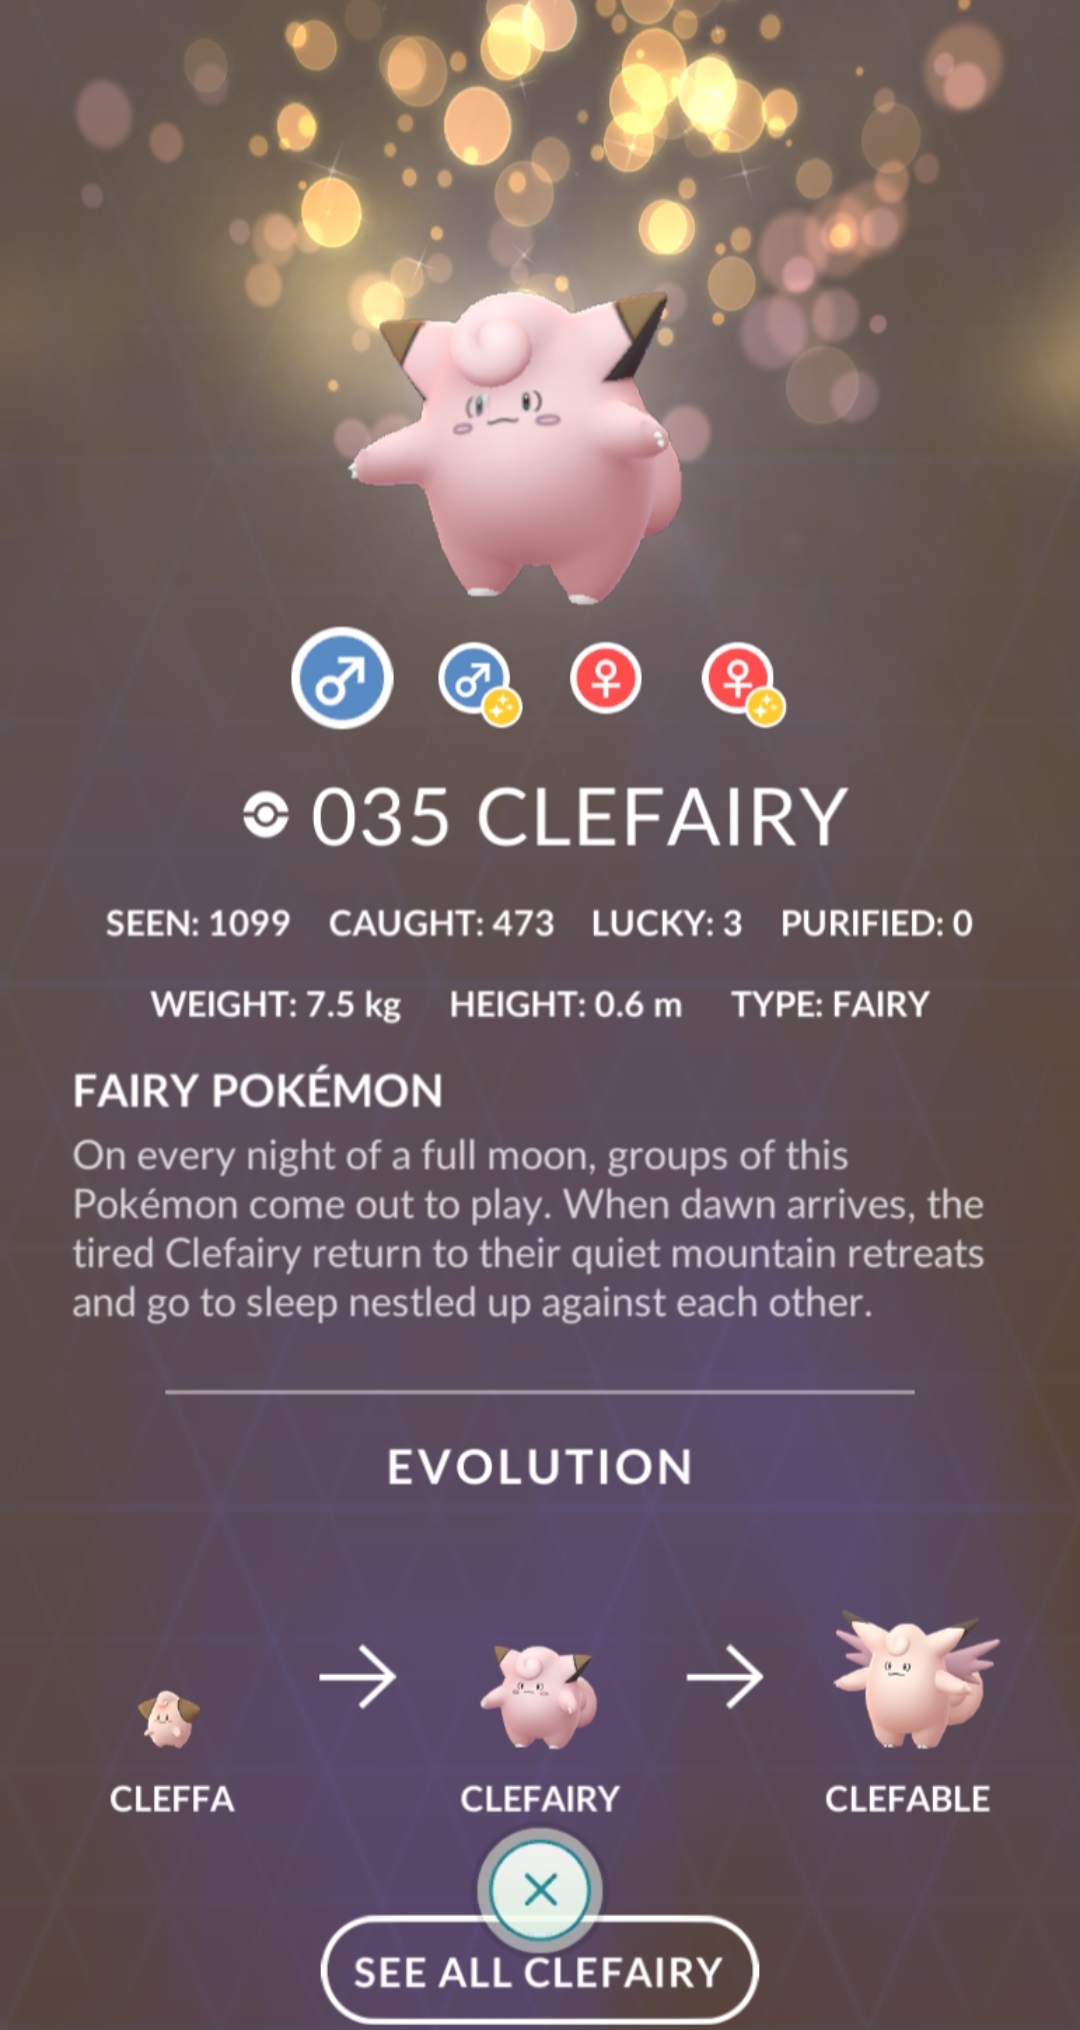 035 CLEFAIRY
SEEN: 1099 CAUGHT: 473 LUCKY: 3 PURIFIED: 0
WEIGHT: 7.5 kg HEIGHT: 0.6 m TYPE: FAIRY
FAIRY POKÉMON
On every night of a full moon, groups of this
Pokémon come out to play. When dawn arrives, the
tired Clefairy return to their quiet mountain retreats
and go to sleep nestled up against each other.
EVOLUTION
CLEFFA CLEFAIRY CLEFABLE
SEE ALL CLEFAIRY